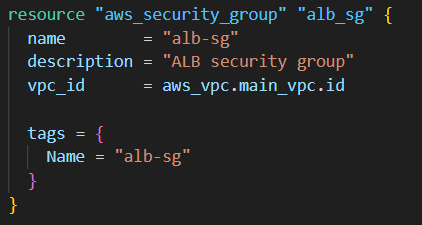 resource "aws_security_group" "alb_sg" {
  name        = "alb-sg"
  description = "ALB security group"
  vpc_id      = aws_vpc.main_vpc.id

  tags = {
    Name = "alb-sg"
  }
}